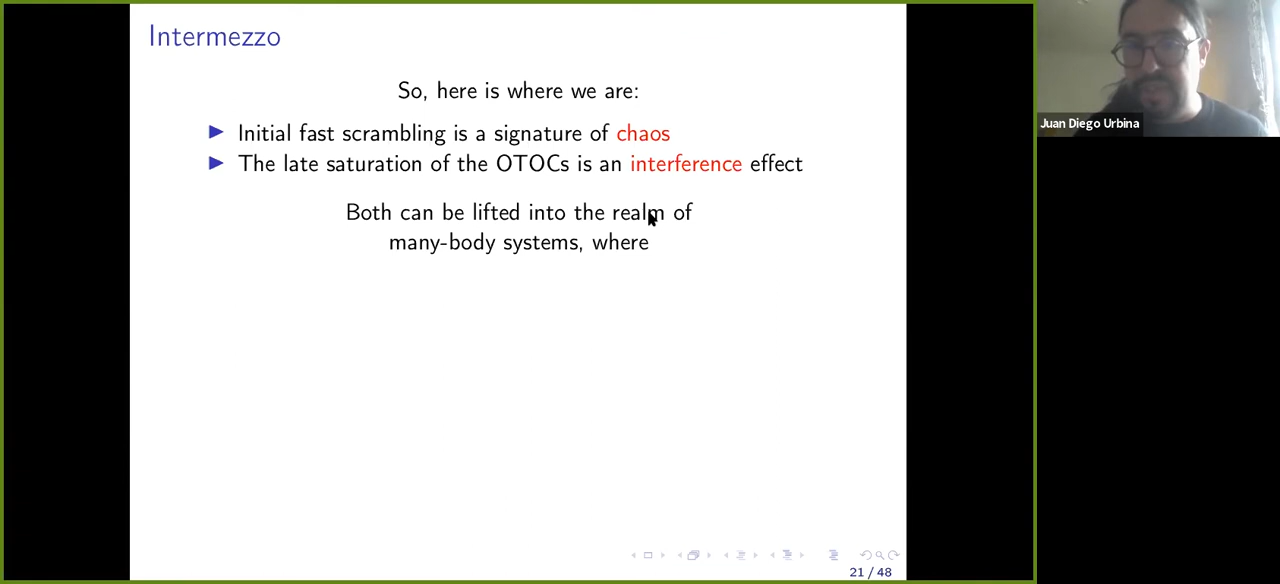 Intermezzo
So, here is where we are:
▶ Initial fast scrambling is a signature of chaos
▶ The late saturation of the OTOCs is an interference effect
Both can be lifted into the realm of
many-body systems, where
21 / 48
Juan Diego Urbina